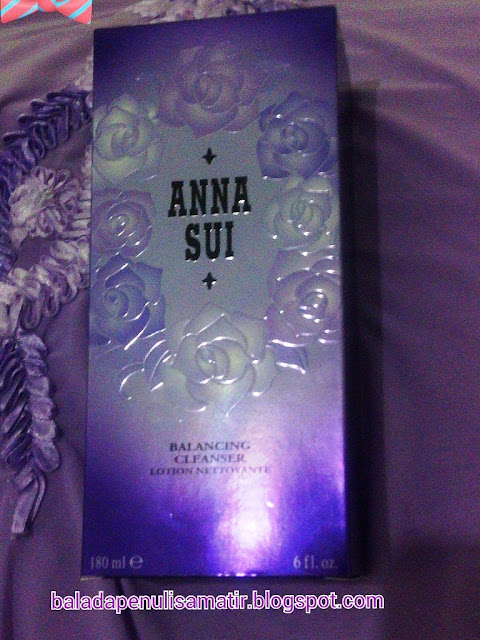 ANNA
SUI
BALANCING
CLEANSER
LOTION NETTOYANTE
180 ml ℮
6 fl. oz.
baladapenulisamatir.blogspot.com